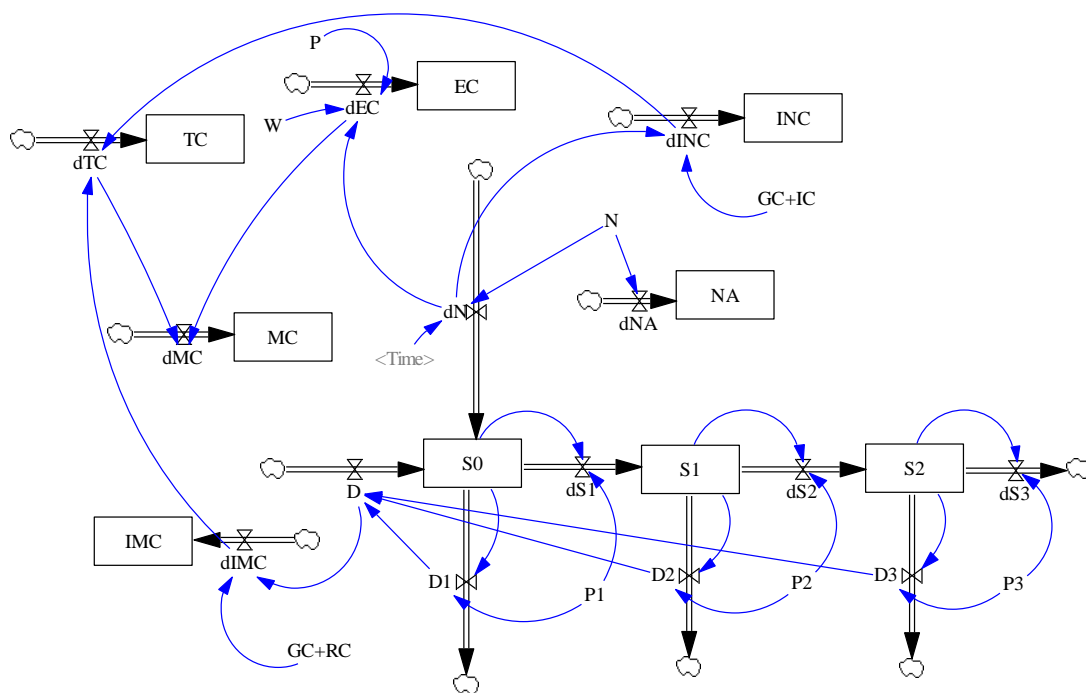 P
EC
dEC
W
TC
dTC
INC
dINC
GC+IC
N
NA
dNA
dN
<Time>
MC
dMC
S0
S1
S2
dS1
dS2
dS3
D
IMC
dIMC
D1
P1
D2
P2
D3
P3
GC+RC